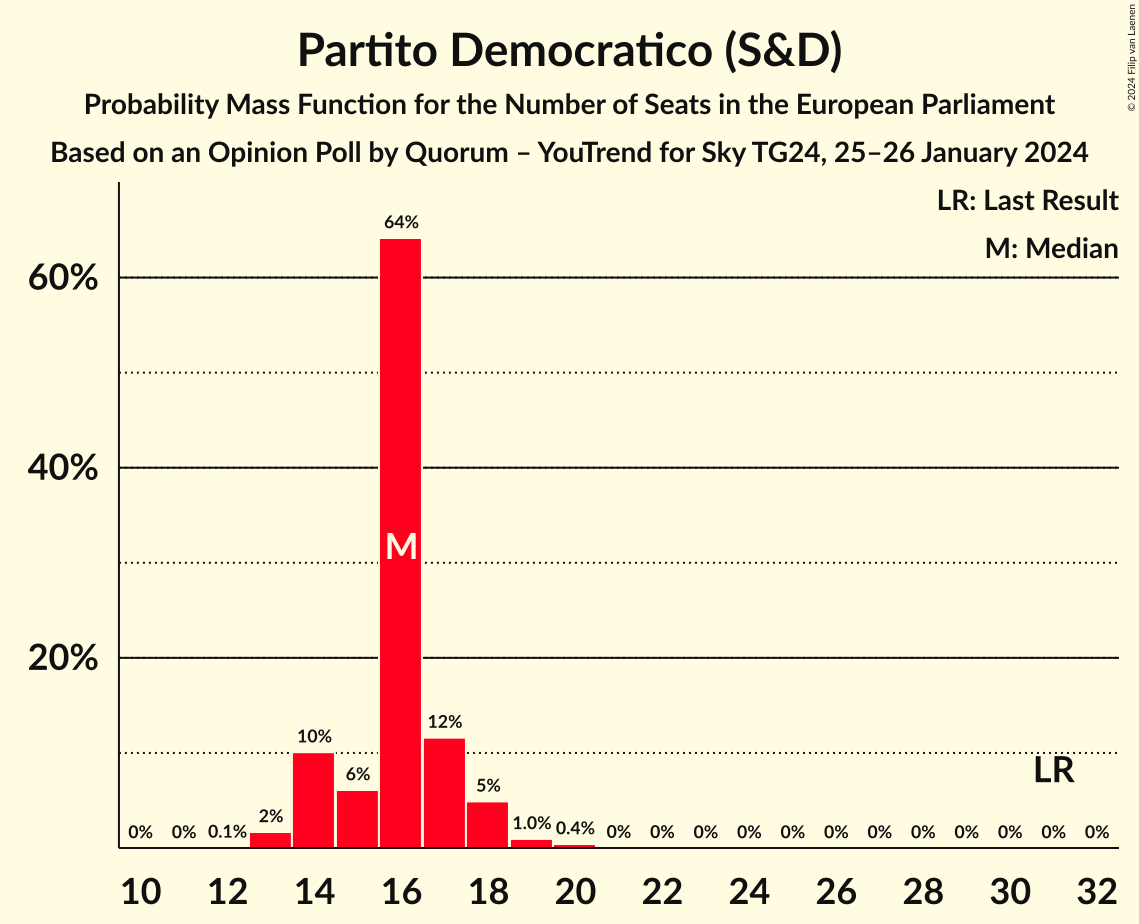 Partito Democratico (S&D)
Probability Mass Function for the Number of Seats in the European Parliament
Based on an Opinion Poll by Quorum – YouTrend for Sky TG24, 25–26 January 2024
© 2024 Filip van Laenen
LR: Last Result
M: Median
60%
40%
20%
0% 0% 0.1% 2% 10% 6% 64% 12% 5% 1.0% 0.4% 0% 0% 0% 0% 0% 0% 0% 0% 0% 0% 0% 0%
M
LR
10 12 14 16 18 20 22 24 26 28 30 32